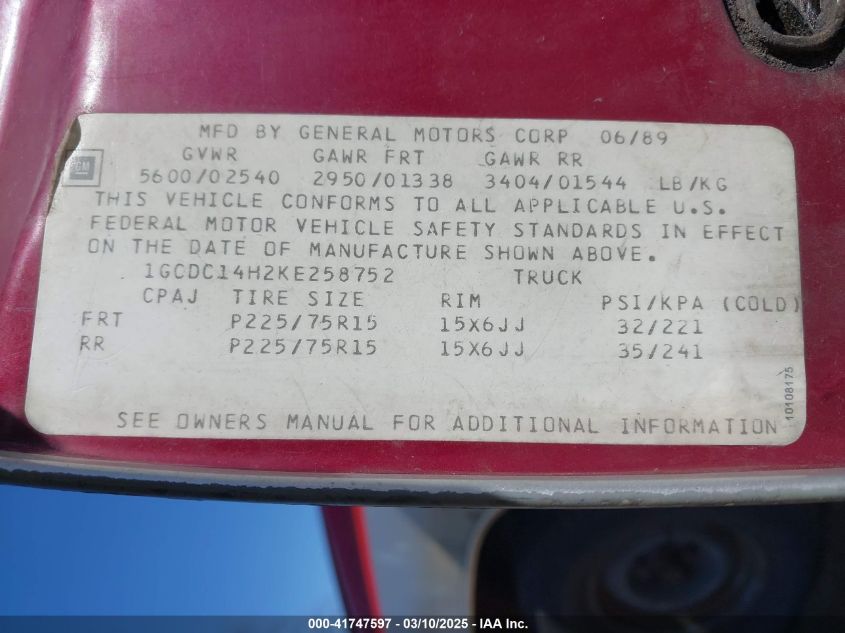 MFD BY GENERAL MOTORS CORP 06/89
GM
GVWR GAWR FRT GAWR RR
5600/02540 2950/01338 3404/01544 LB/KG
THIS VEHICLE CONFORMS TO ALL APPLICABLE U.S.
FEDERAL MOTOR VEHICLE SAFETY STANDARDS IN EFFECT
ON THE DATE OF MANUFACTURE SHOWN ABOVE.
1GCDC14H2KE258752 TRUCK
CPAJ TIRE SIZE RIM PSI/KPA (COLD)
FRT P225/75R15 15X6JJ 32/221
RR P225/75R15 15X6JJ 35/241
10108175
SEE OWNERS MANUAL FOR ADDITIONAL INFORMATION
000-41747597 - 03/10/2025 - IAA Inc.